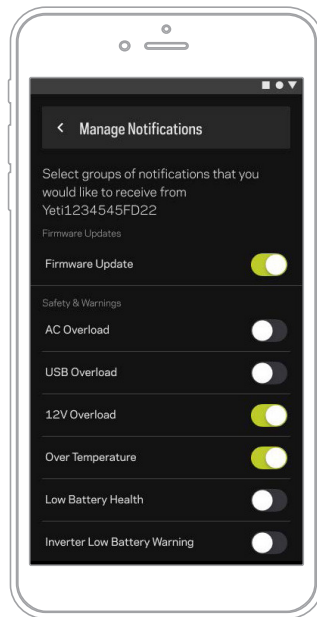 Manage Notifications
Select groups of notifications that you
would like to receive from
Yeti1234545FD22
Firmware Updates
Firmware Update
Safety & Warnings
AC Overload
USB Overload
12V Overload
Over Temperature
Low Battery Health
Inverter Low Battery Warning